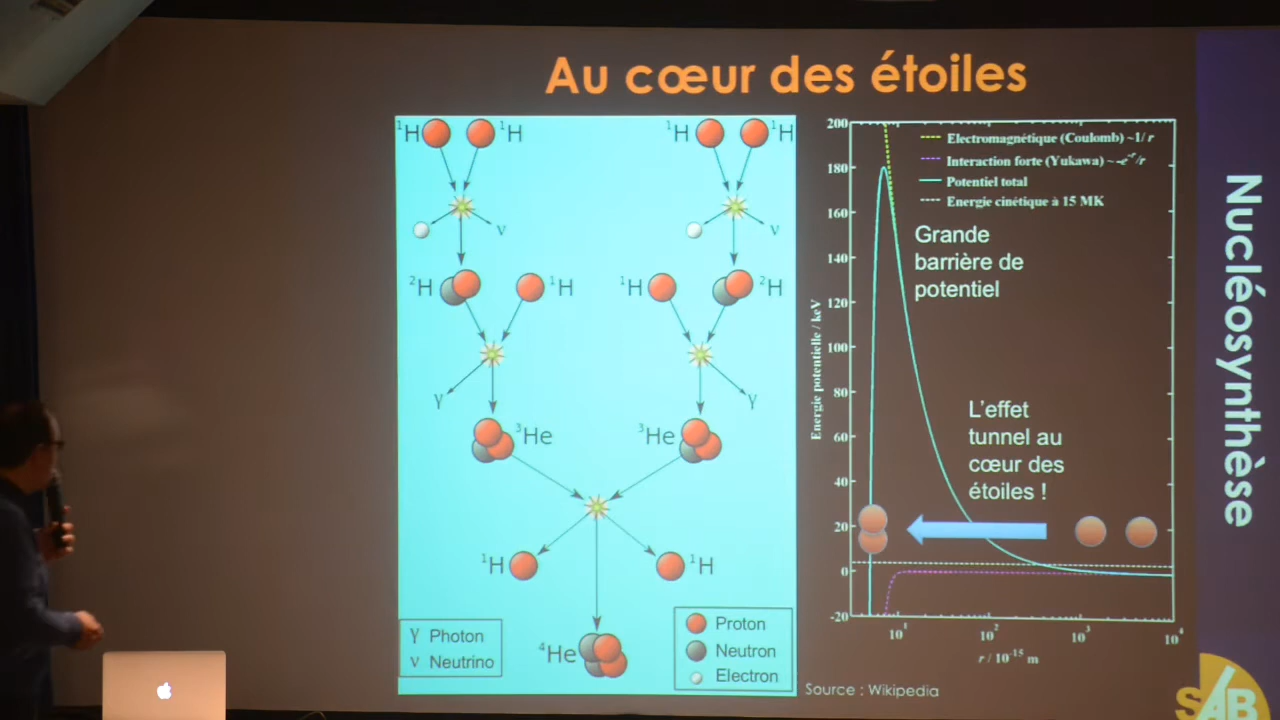 Au cœur des étoiles
¹H ¹H ¹H ¹H
ν ν
²H ¹H ¹H ²H
γ γ
³He ³He
¹H ¹H
⁴He
γ Photon
ν Neutrino
Proton
Neutron
Electron
200
180
160
140
120
100
80
60
40
20
0
-20
Energie potentielle / keV
Electromagnétique (Coulomb) ~1/r
Interaction forte (Yukawa) ~-e⁻ʳ/r
Potentiel total
Energie cinétique à 15 MK
Grande
barrière de
potentiel
L'effet
tunnel au
cœur des
étoiles !
10¹ 10² 10³ 10⁴
r / 10⁻¹⁵ m
Source : Wikipedia
Nucléosynthèse
SAB